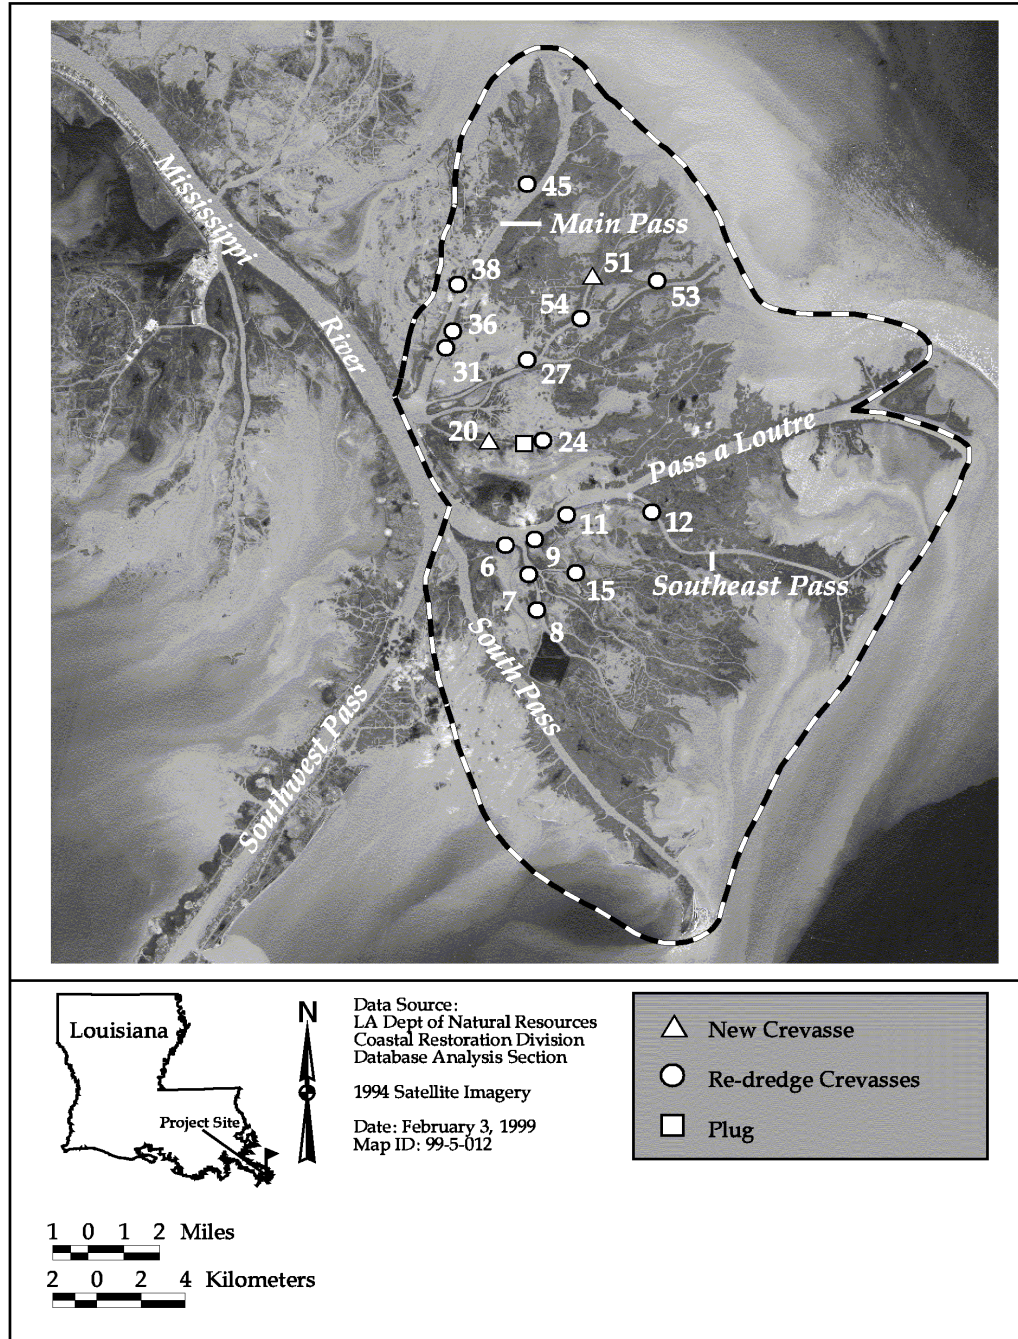 Mississippi
River
45
Main Pass
38
51
53
54
36
31
27
20
24
Pass a Loutre
11
12
9
6
15
Southeast Pass
7
8
South Pass
Southwest Pass
Louisiana
Project Site
N
Data Source:
LA Dept of Natural Resources
Coastal Restoration Division
Database Analysis Section
1994 Satellite Imagery
Date: February 3, 1999
Map ID: 99-5-012
New Crevasse
Re-dredge Crevasses
Plug
1 0 1 2 Miles
2 0 2 4 Kilometers